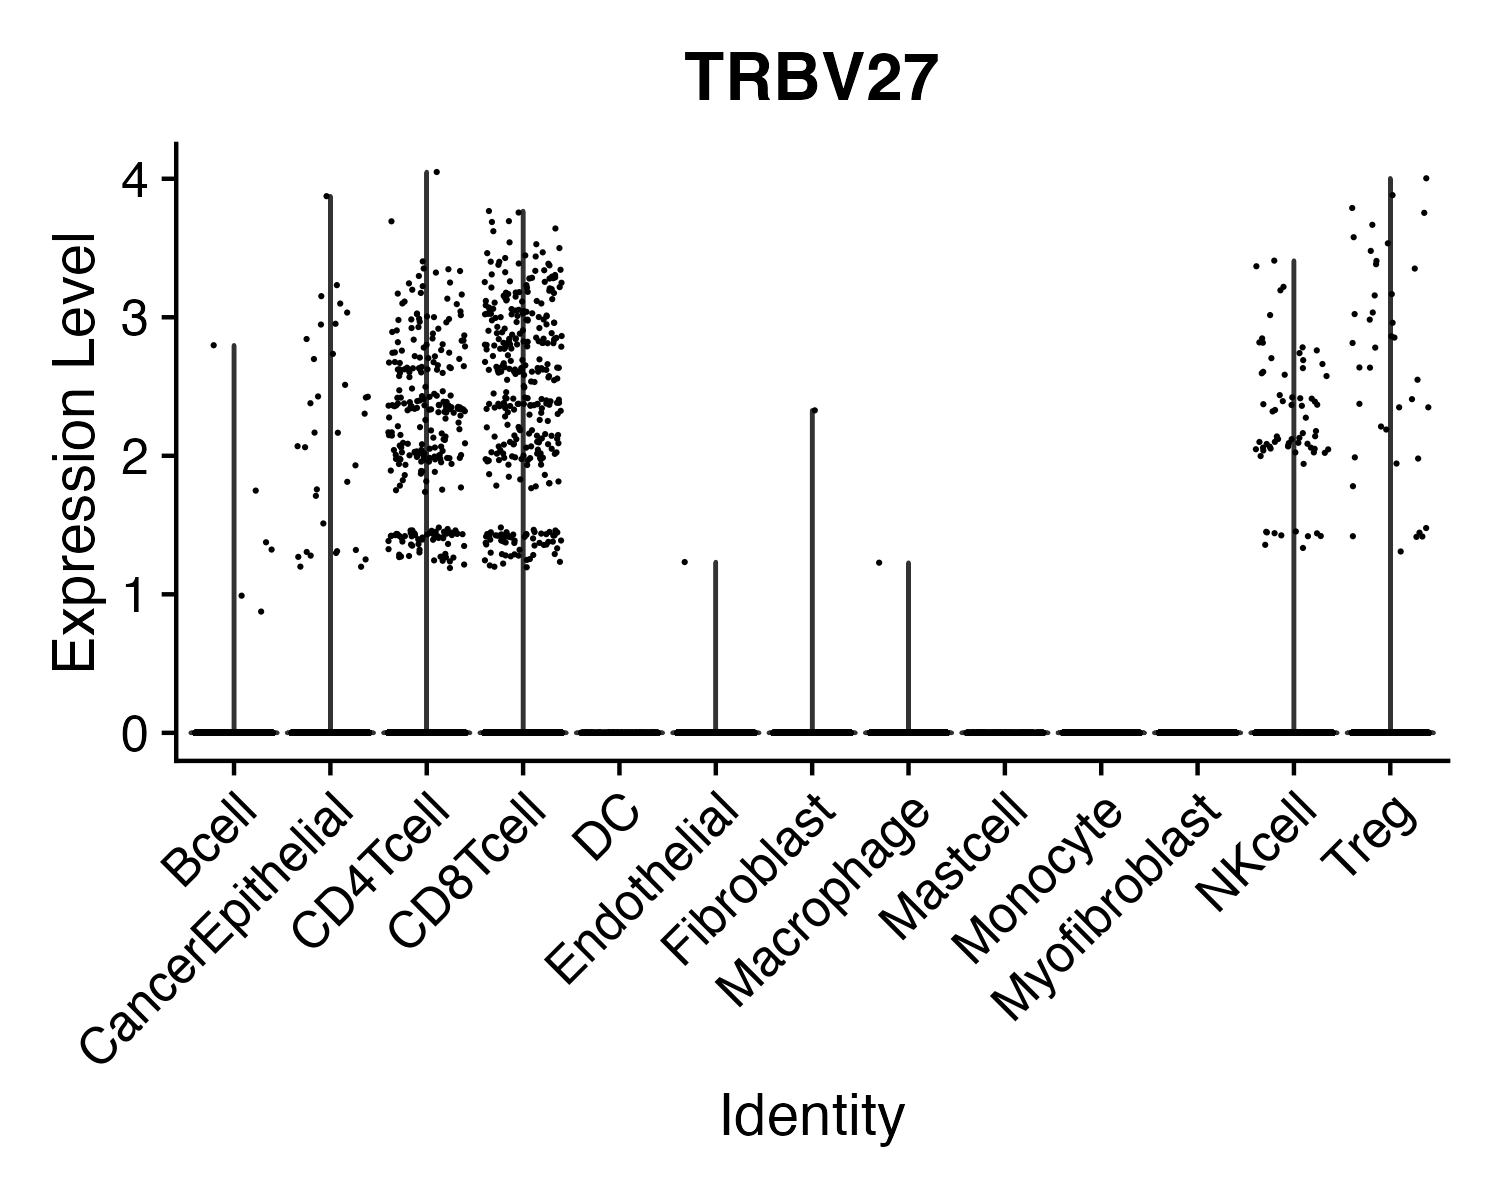 TRBV27
Expression Level
4
3
2
1
0
Bcell
CancerEpithelial
CD4Tcell
CD8Tcell
DC
Endothelial
Fibroblast
Macrophage
Mastcell
Monocyte
Myofibroblast
NKcell
Treg
Identity